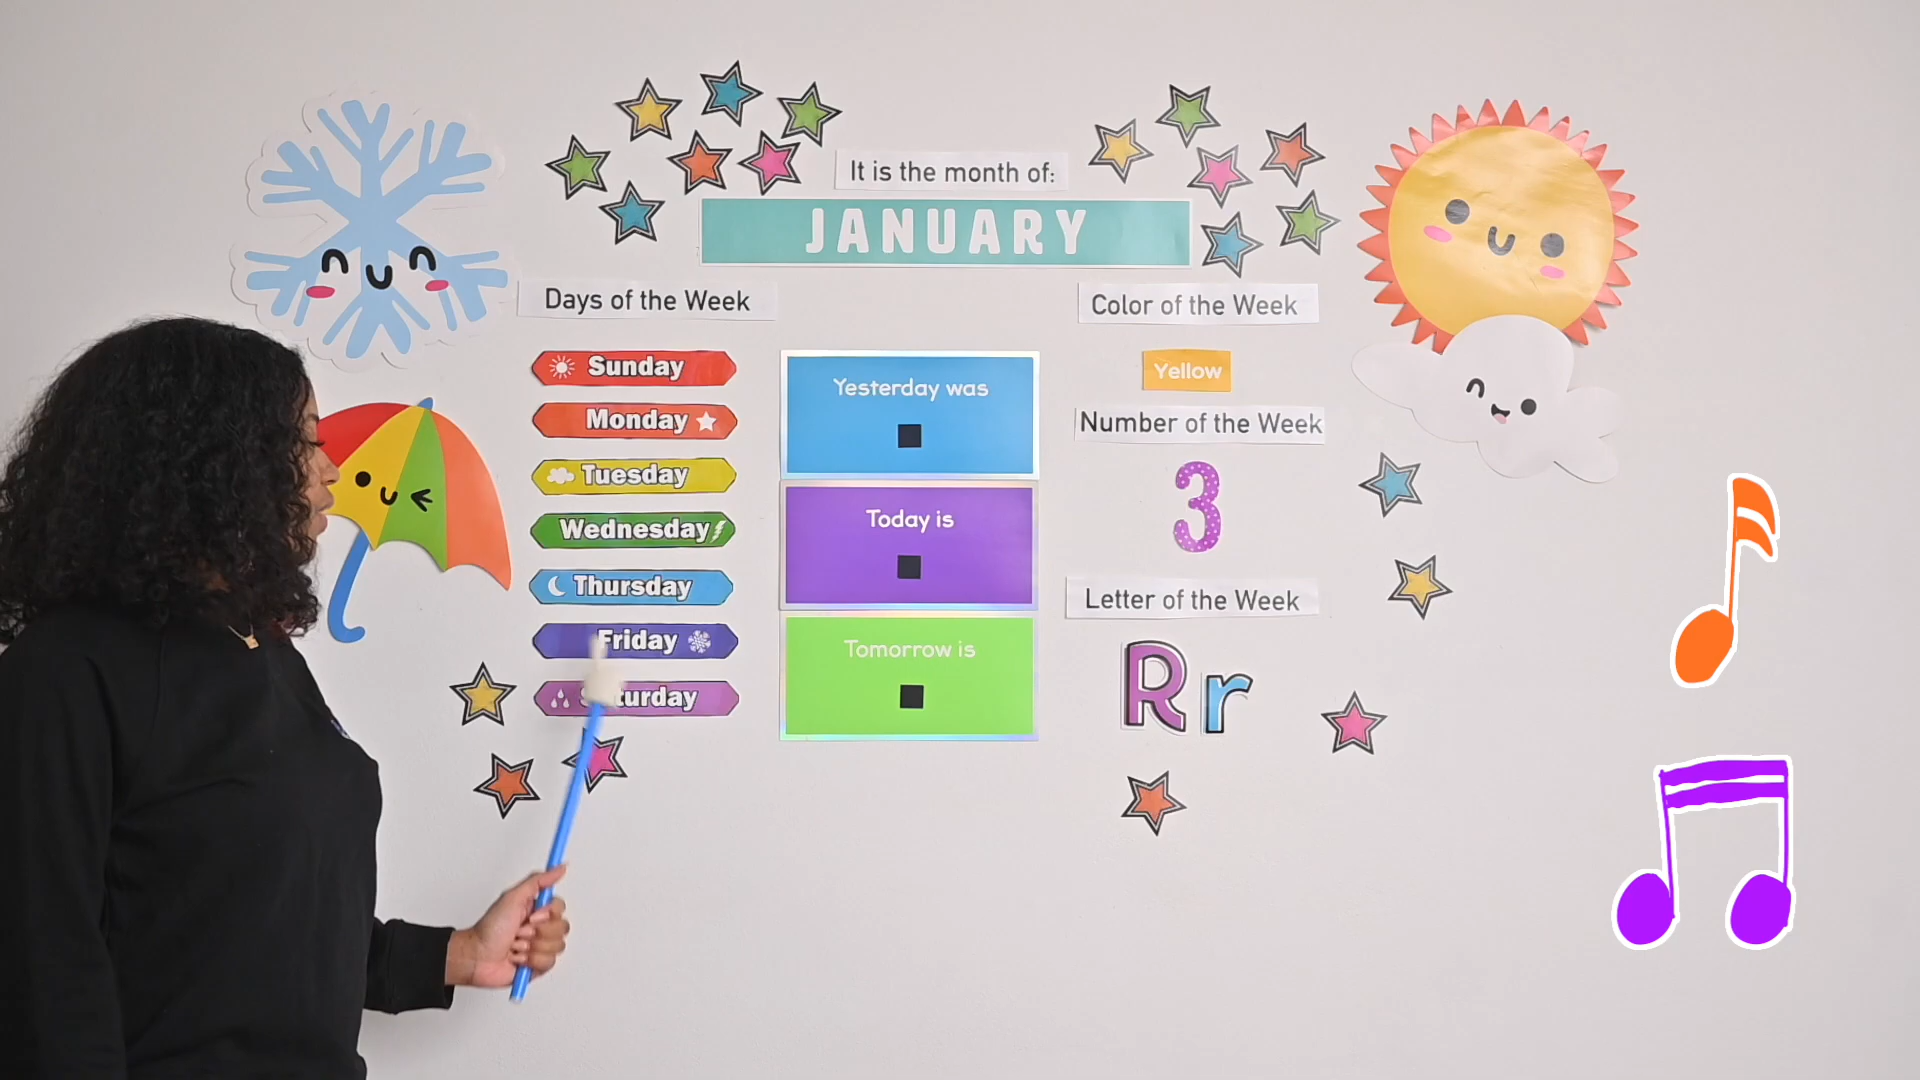 It is the month of:
JANUARY
Days of the Week
Sunday
Monday
Tuesday
Wednesday
Thursday
Friday
Saturday
Yesterday was
Today is
Tomorrow is
Color of the Week
Yellow
Number of the Week
3
Letter of the Week
Rr